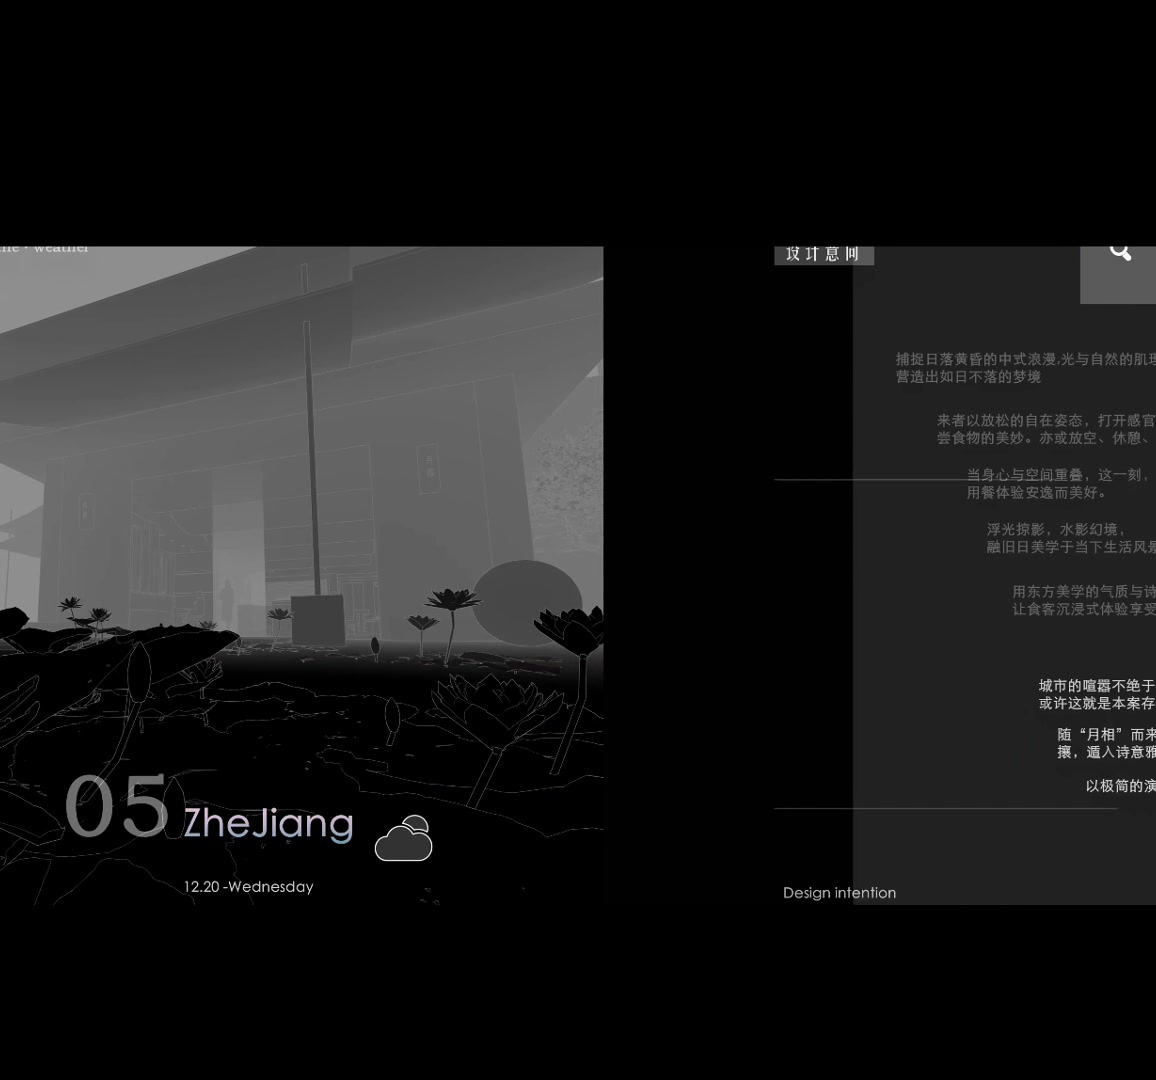 weather
05
ZheJiang
12.20 -Wednesday
设计意向
捕捉日落黄昏的中式浪漫,光与自然的肌理
营造出如日不落的梦境
来者以放松的自在姿态，打开感官
尝食物的美妙。亦或放空、休憩、
当身心与空间重叠，这一刻，
用餐体验安逸而美好。
浮光掠影，水影幻境，
融旧日美学于当下生活风景
用东方美学的气质与诗
让食客沉浸式体验享受
城市的喧嚣不绝于
或许这就是本案存
随“月相”而来
攘，遁入诗意雅
以极简的演
Design intention